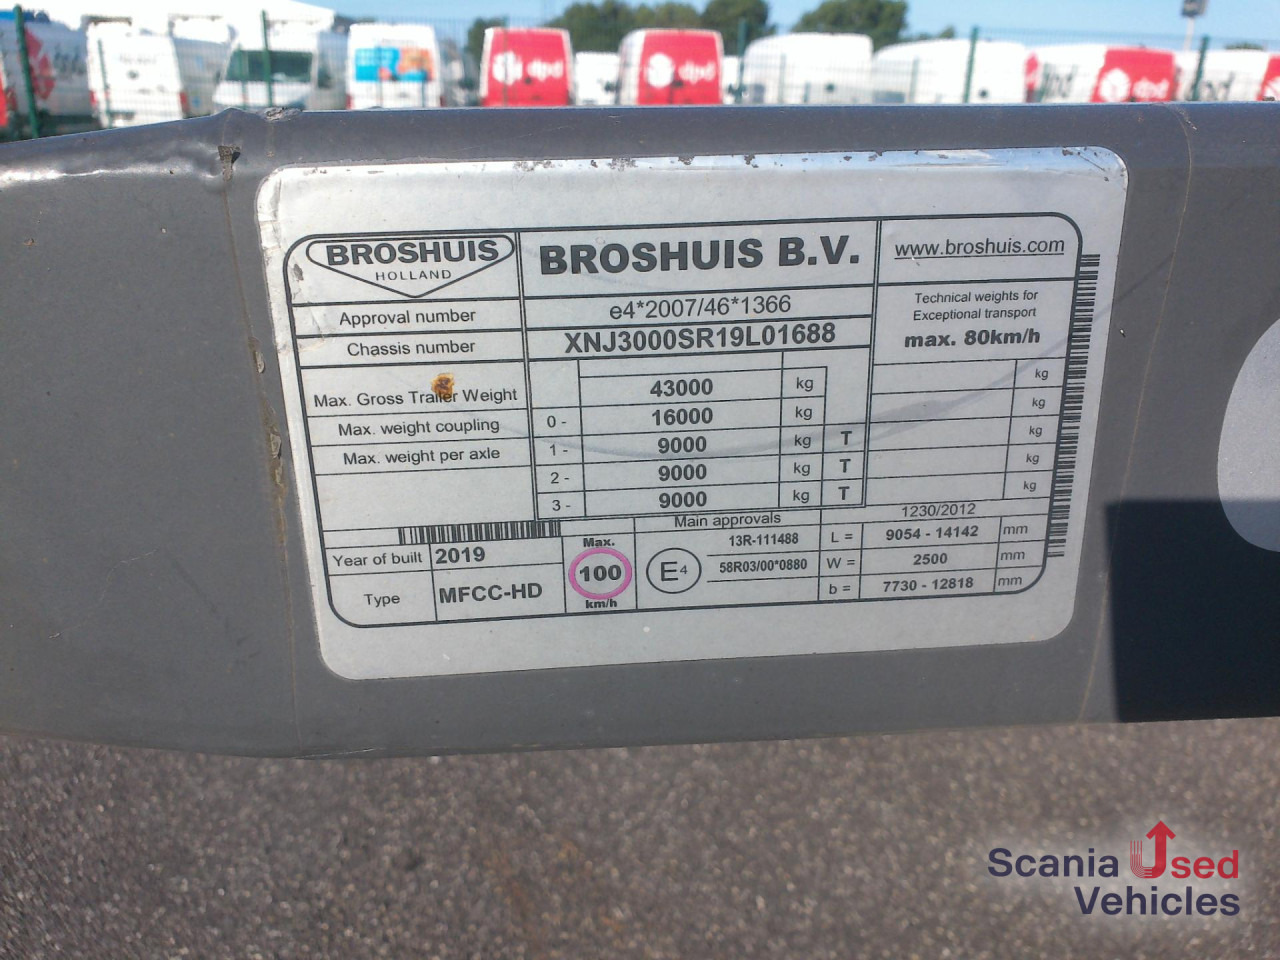 dpd
dpd
BROSHUIS
HOLLAND
BROSHUIS B.V.
www.broshuis.com
Approval number
e4*2007/46*1366
Technical weights for
Exceptional transport
max. 80km/h
Chassis number
XNJ3000SR19L01688
Max. Gross Trailer Weight 43000 kg kg
Max. weight coupling 0 - 16000 kg kg
Max. weight per axle 1 - 9000 kg T kg
2 - 9000 kg T kg
3 - 9000 kg T kg
Year of built 2019
Type MFCC-HD
Max.
100
km/h
Main approvals
E4
13R-111488
58R03/00*0880
1230/2012
L = 9054 - 14142 mm
W = 2500 mm
b = 7730 - 12818 mm
Scania Used
Vehicles